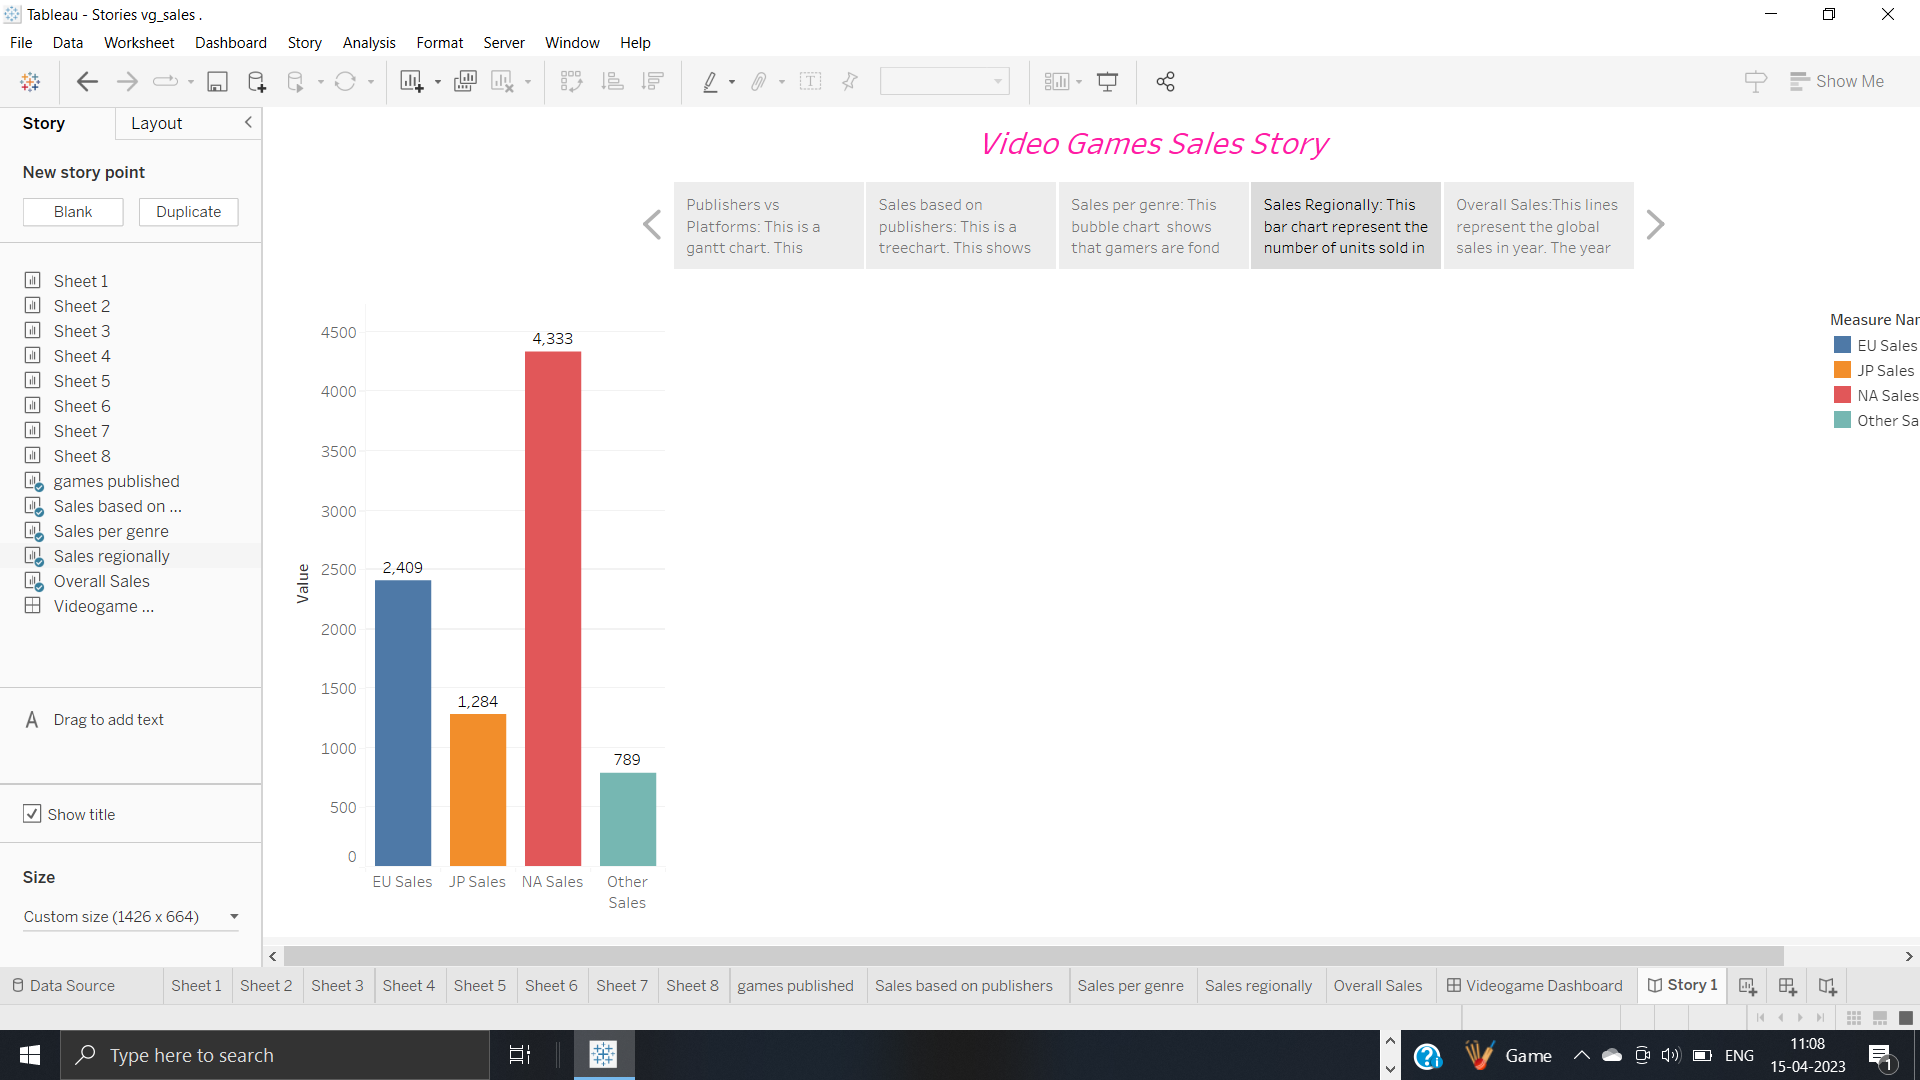 Tableau - Stories vg_sales .
File Data Worksheet Dashboard Story Analysis Format Server Window Help
Show Me
Story Layout
New story point
Blank Duplicate
Sheet 1
Sheet 2
Sheet 3
Sheet 4
Sheet 5
Sheet 6
Sheet 7
Sheet 8
games published
Sales based on ...
Sales per genre
Sales regionally
Overall Sales
Videogame ...
A Drag to add text
Show title
Size
Custom size (1426 x 664)
Video Games Sales Story
Publishers vs
Platforms: This is a
gantt chart. This
Sales based on
publishers: This is a
treechart. This shows
Sales per genre: This
bubble chart shows
that gamers are fond
Sales Regionally: This
bar chart represent the
number of units sold in
Overall Sales:This lines
represent the global
sales in year. The year
Value
4500
4000
3500
3000
2500
2000
1500
1000
500
0
2,409
1,284
4,333
789
EU Sales
JP Sales
NA Sales
Other
Sales
Measure Nar
EU Sales
JP Sales
NA Sales
Other Sa
Data Source Sheet 1 Sheet 2 Sheet 3 Sheet 4 Sheet 5 Sheet 6 Sheet 7 Sheet 8 games published Sales based on publishers Sales per genre Sales regionally Overall Sales Videogame Dashboard Story 1
Type here to search
Game
ENG
11:08
15-04-2023
1